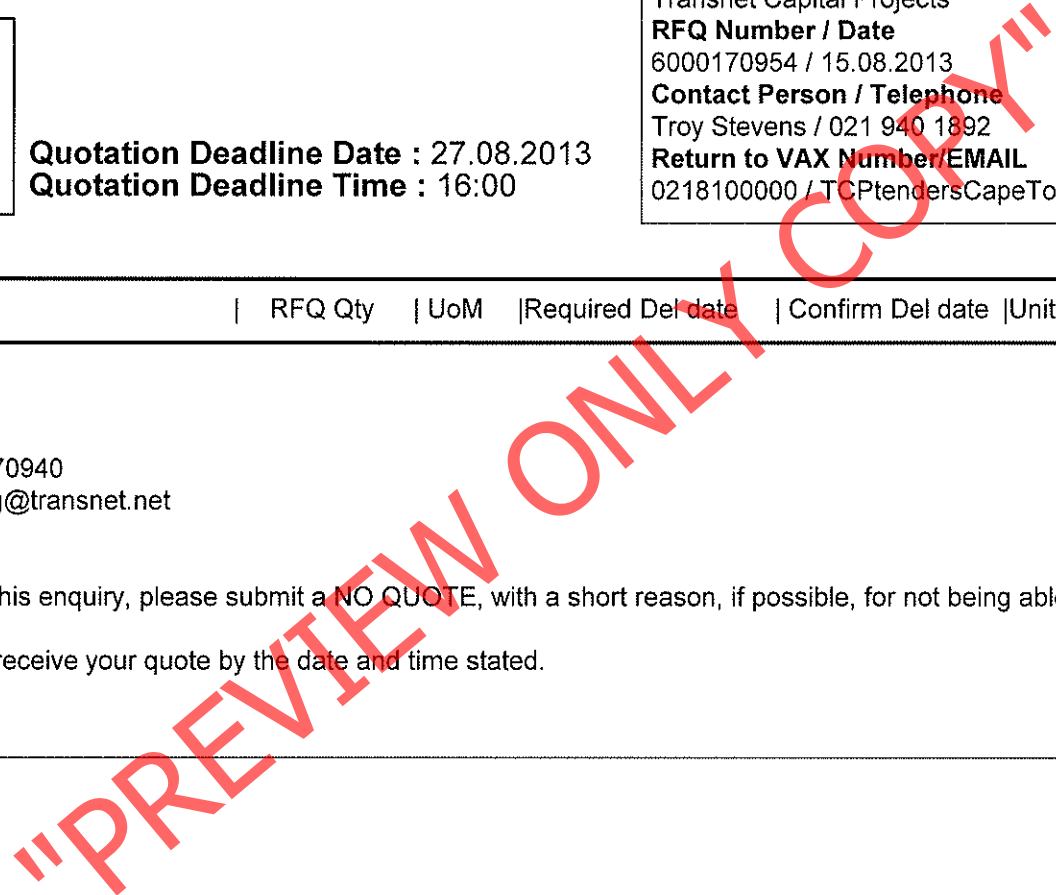 Transnet Capital Projects
RFQ Number / Date
6000170954 / 15.08.2013
Contact Person / Telephone
Troy Stevens / 021 940 1892
Return to VAX Number/EMAIL
0218100000 / TCPtendersCapeTo
Quotation Deadline Date : 27.08.2013
Quotation Deadline Time : 16:00
| RFQ Qty | UoM |Required Del date | Confirm Del date |Unit
70940
@transnet.net
his enquiry, please submit a NO QUOTE, with a short reason, if possible, for not being able
receive your quote by the date and time stated.
"PREVIEW ONLY COPY"